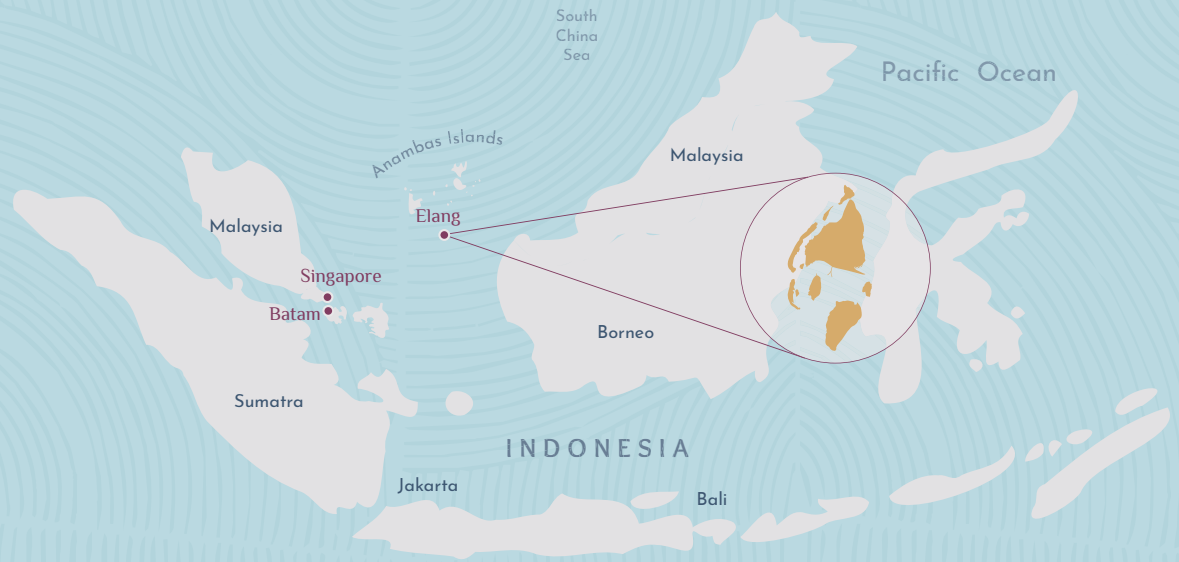 South
China
Sea
Pacific Ocean
Anambas Islands
Malaysia
Elang
Malaysia
Singapore
Batam
Borneo
Sumatra
INDONESIA
Jakarta
Bali